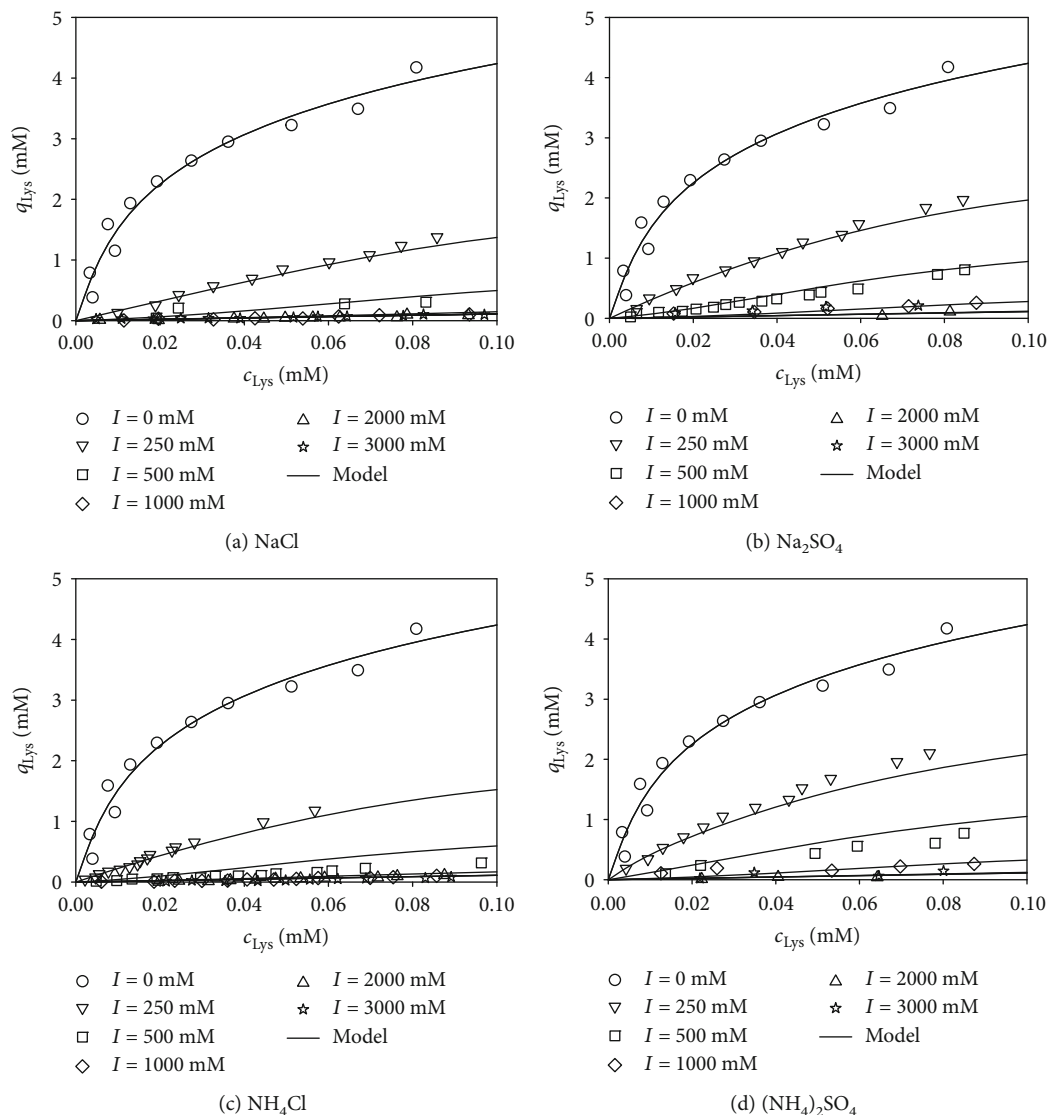 5
4
3
2
1
0
q_Lys (mM)
0.00 0.02 0.04 0.06 0.08 0.10
c_Lys (mM)
I = 0 mM
I = 250 mM
I = 500 mM
I = 1000 mM
I = 2000 mM
I = 3000 mM
Model
(a) NaCl
5
4
3
2
1
0
q_Lys (mM)
0.00 0.02 0.04 0.06 0.08 0.10
c_Lys (mM)
I = 0 mM
I = 250 mM
I = 500 mM
I = 1000 mM
I = 2000 mM
I = 3000 mM
Model
(b) Na₂SO₄
5
4
3
2
1
0
q_Lys (mM)
0.00 0.02 0.04 0.06 0.08 0.10
c_Lys (mM)
I = 0 mM
I = 250 mM
I = 500 mM
I = 1000 mM
I = 2000 mM
I = 3000 mM
Model
(c) NH₄Cl
5
4
3
2
1
0
q_Lys (mM)
0.00 0.02 0.04 0.06 0.08 0.10
c_Lys (mM)
I = 0 mM
I = 250 mM
I = 500 mM
I = 1000 mM
I = 2000 mM
I = 3000 mM
Model
(d) (NH₄)₂SO₄